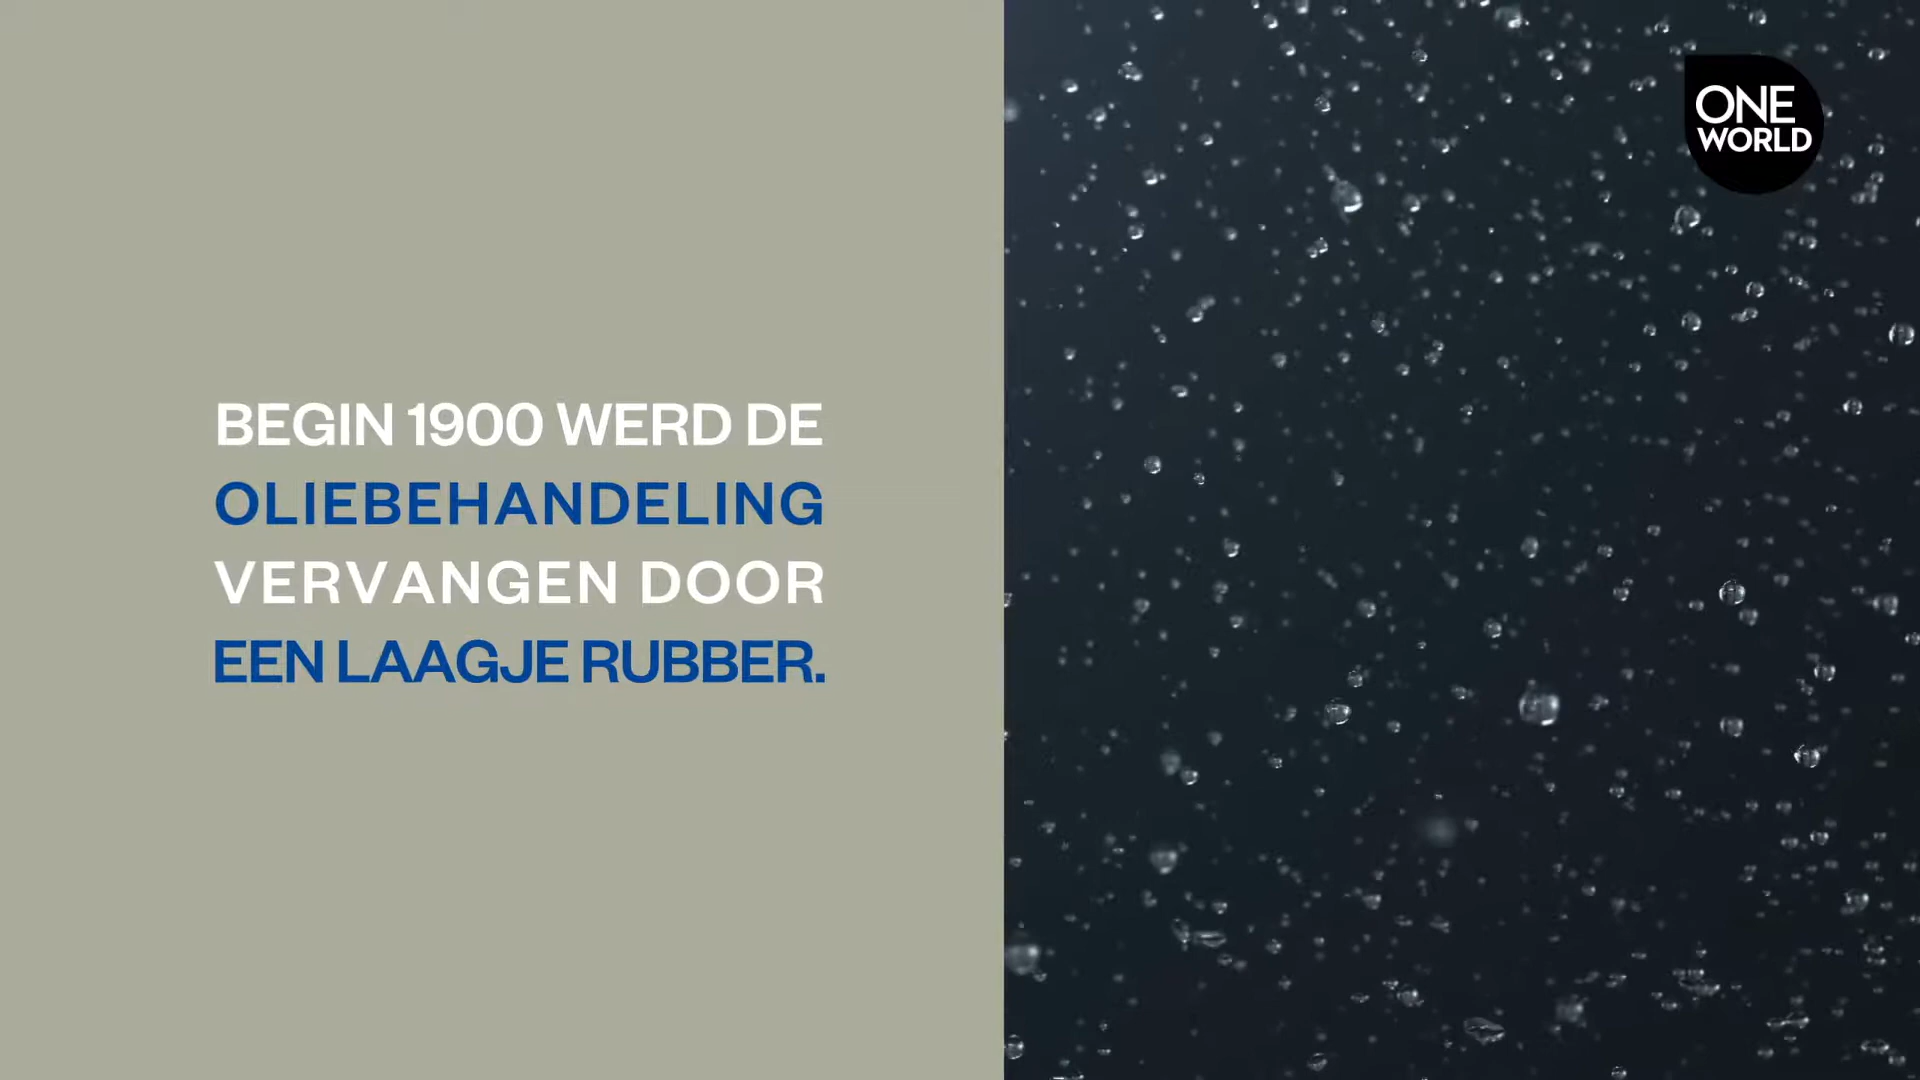 BEGIN 1900 WERD DE
OLIEBEHANDELING
VERVANGEN DOOR
EEN LAAGJE RUBBER.
ONE
WORLD